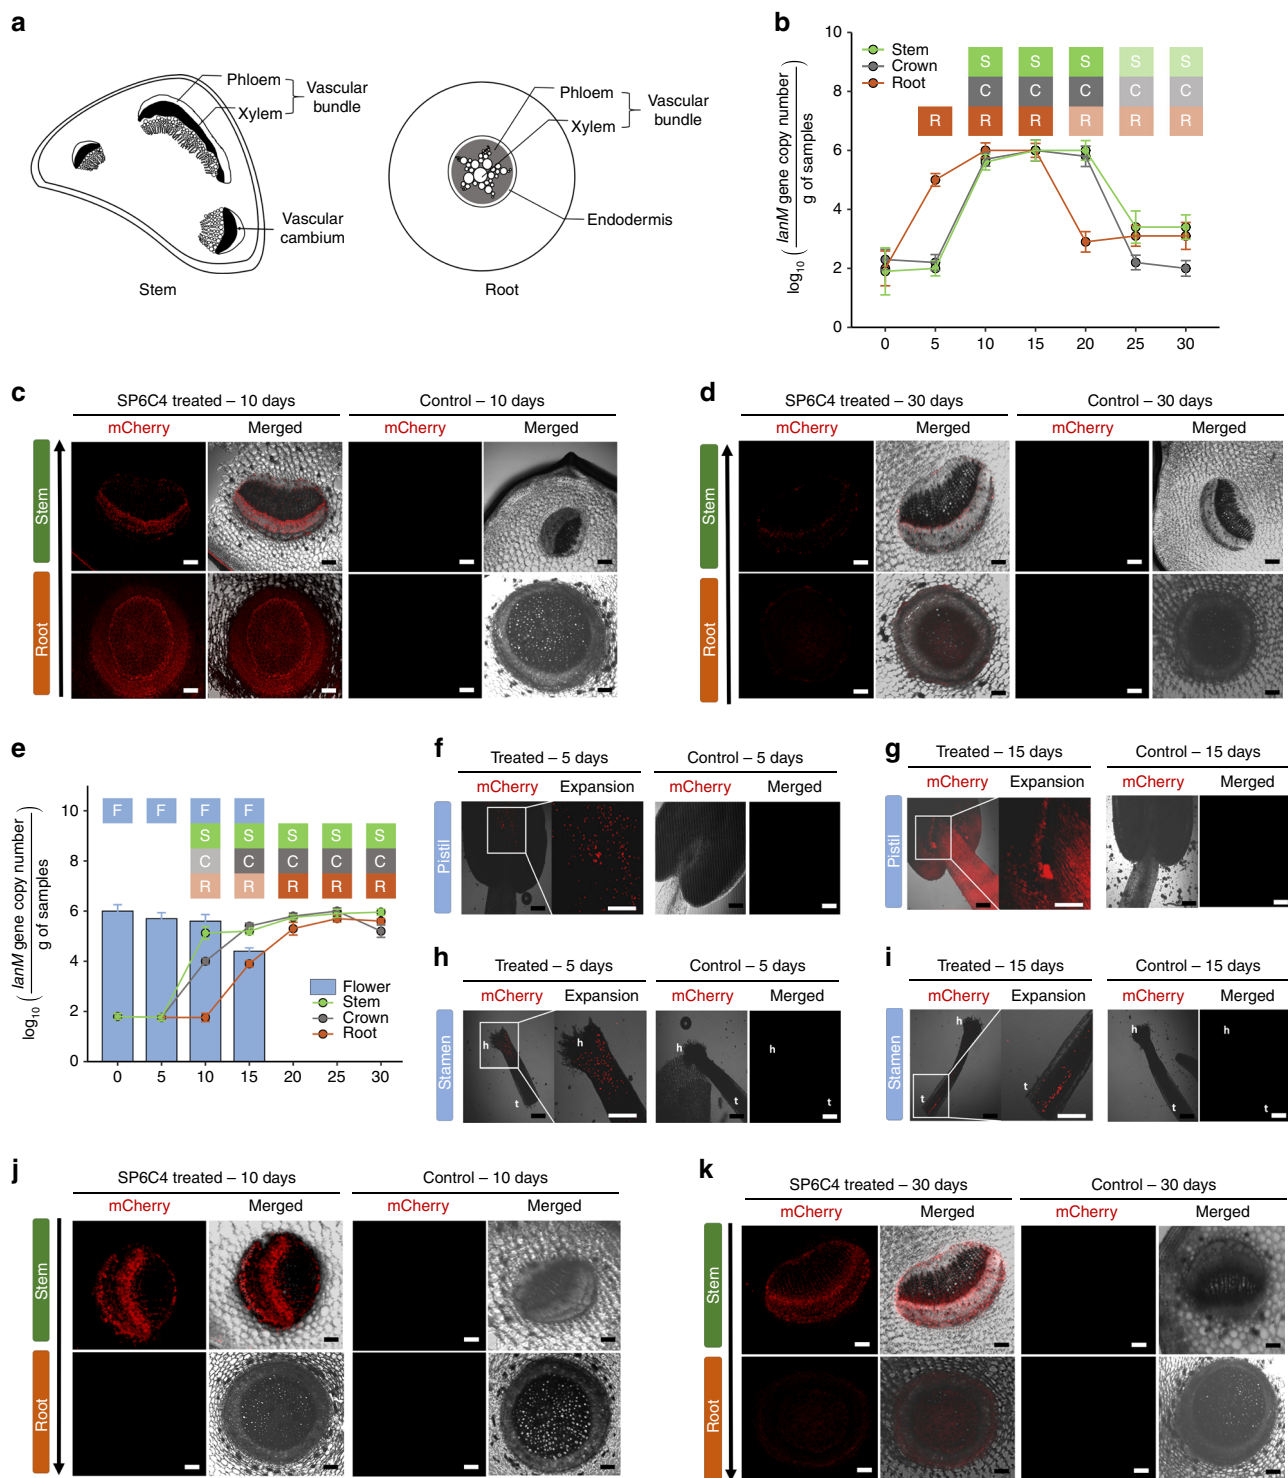 a
Phloem
Xylem
Vascular
bundle
Vascular
cambium
Stem
Phloem
Xylem
Vascular
bundle
Endodermis
Root
b
log10 ( lanM gene copy number / g of samples )
10
8
6
4
2
0
Stem
Crown
Root
S S S S S
C C C C C
R R R R R R
0 5 10 15 20 25 30
c
SP6C4 treated – 10 days Control – 10 days
mCherry Merged mCherry Merged
Stem
Root
d
SP6C4 treated – 30 days Control – 30 days
mCherry Merged mCherry Merged
Stem
Root
e
log10 ( lanM gene copy number / g of samples )
10
8
6
4
2
0
F F F F
S S S S S
C C C C C
R R R R R
Flower
Stem
Crown
Root
0 5 10 15 20 25 30
f
Treated – 5 days Control – 5 days
mCherry Expansion mCherry Merged
Pistil
g
Treated – 15 days Control – 15 days
mCherry Expansion mCherry Merged
Pistil
h
Treated – 5 days Control – 5 days
mCherry Expansion mCherry Merged
Stamen
h h h h
t t
i
Treated – 15 days Control – 15 days
mCherry Expansion mCherry Merged
Stamen
h h h
t t t t
j
SP6C4 treated – 10 days Control – 10 days
mCherry Merged mCherry Merged
Stem
Root
k
SP6C4 treated – 30 days Control – 30 days
mCherry Merged mCherry Merged
Stem
Root